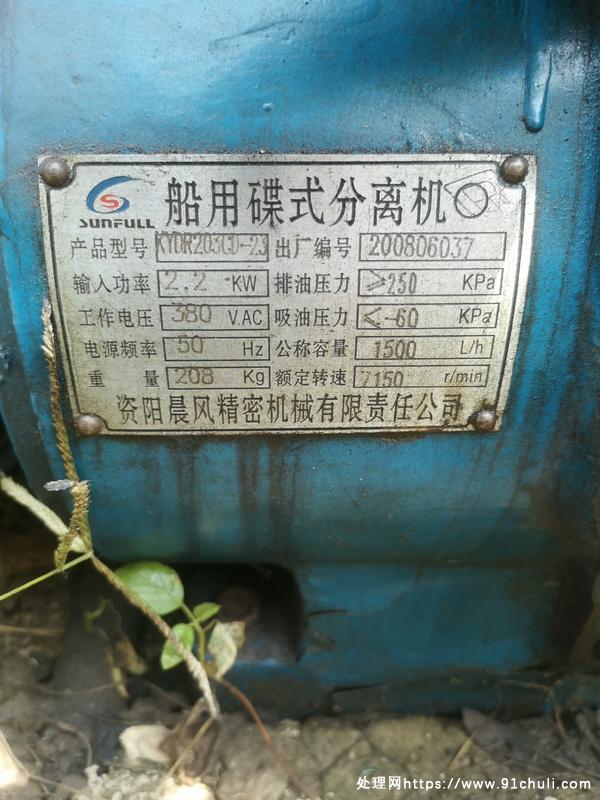 SUNFULL
船用碟式分离机
产品型号 KYDR203CD-23 出厂编号 200806037
输入功率 2.2 KW 排油压力 ≥250 KPa
工作电压 380 V.AC 吸油压力 ≤-60 KPa
电源频率 50 Hz 公称容量 1500 L/h
重量 208 Kg 额定转速 7150 r/min
资阳晨风精密机械有限责任公司
处理网https://www.91chuli.com